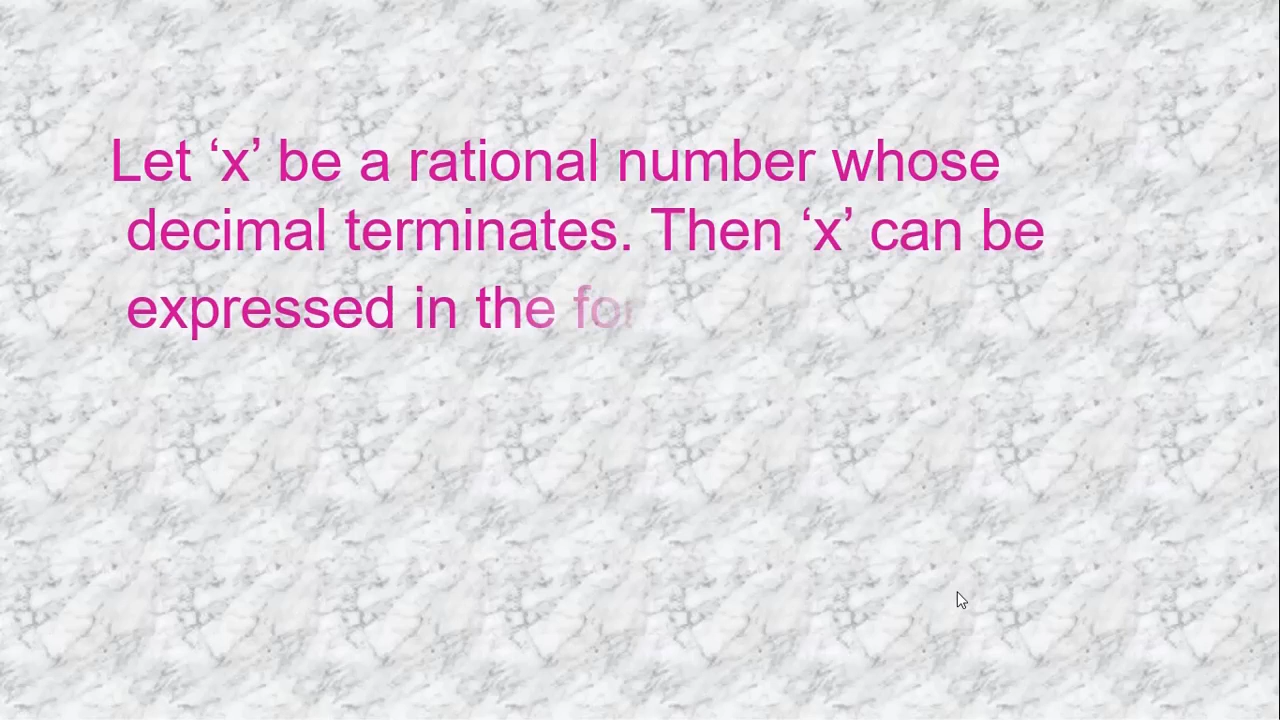 Let ‘x’ be a rational number whose
decimal terminates. Then ‘x’ can be
expressed in the